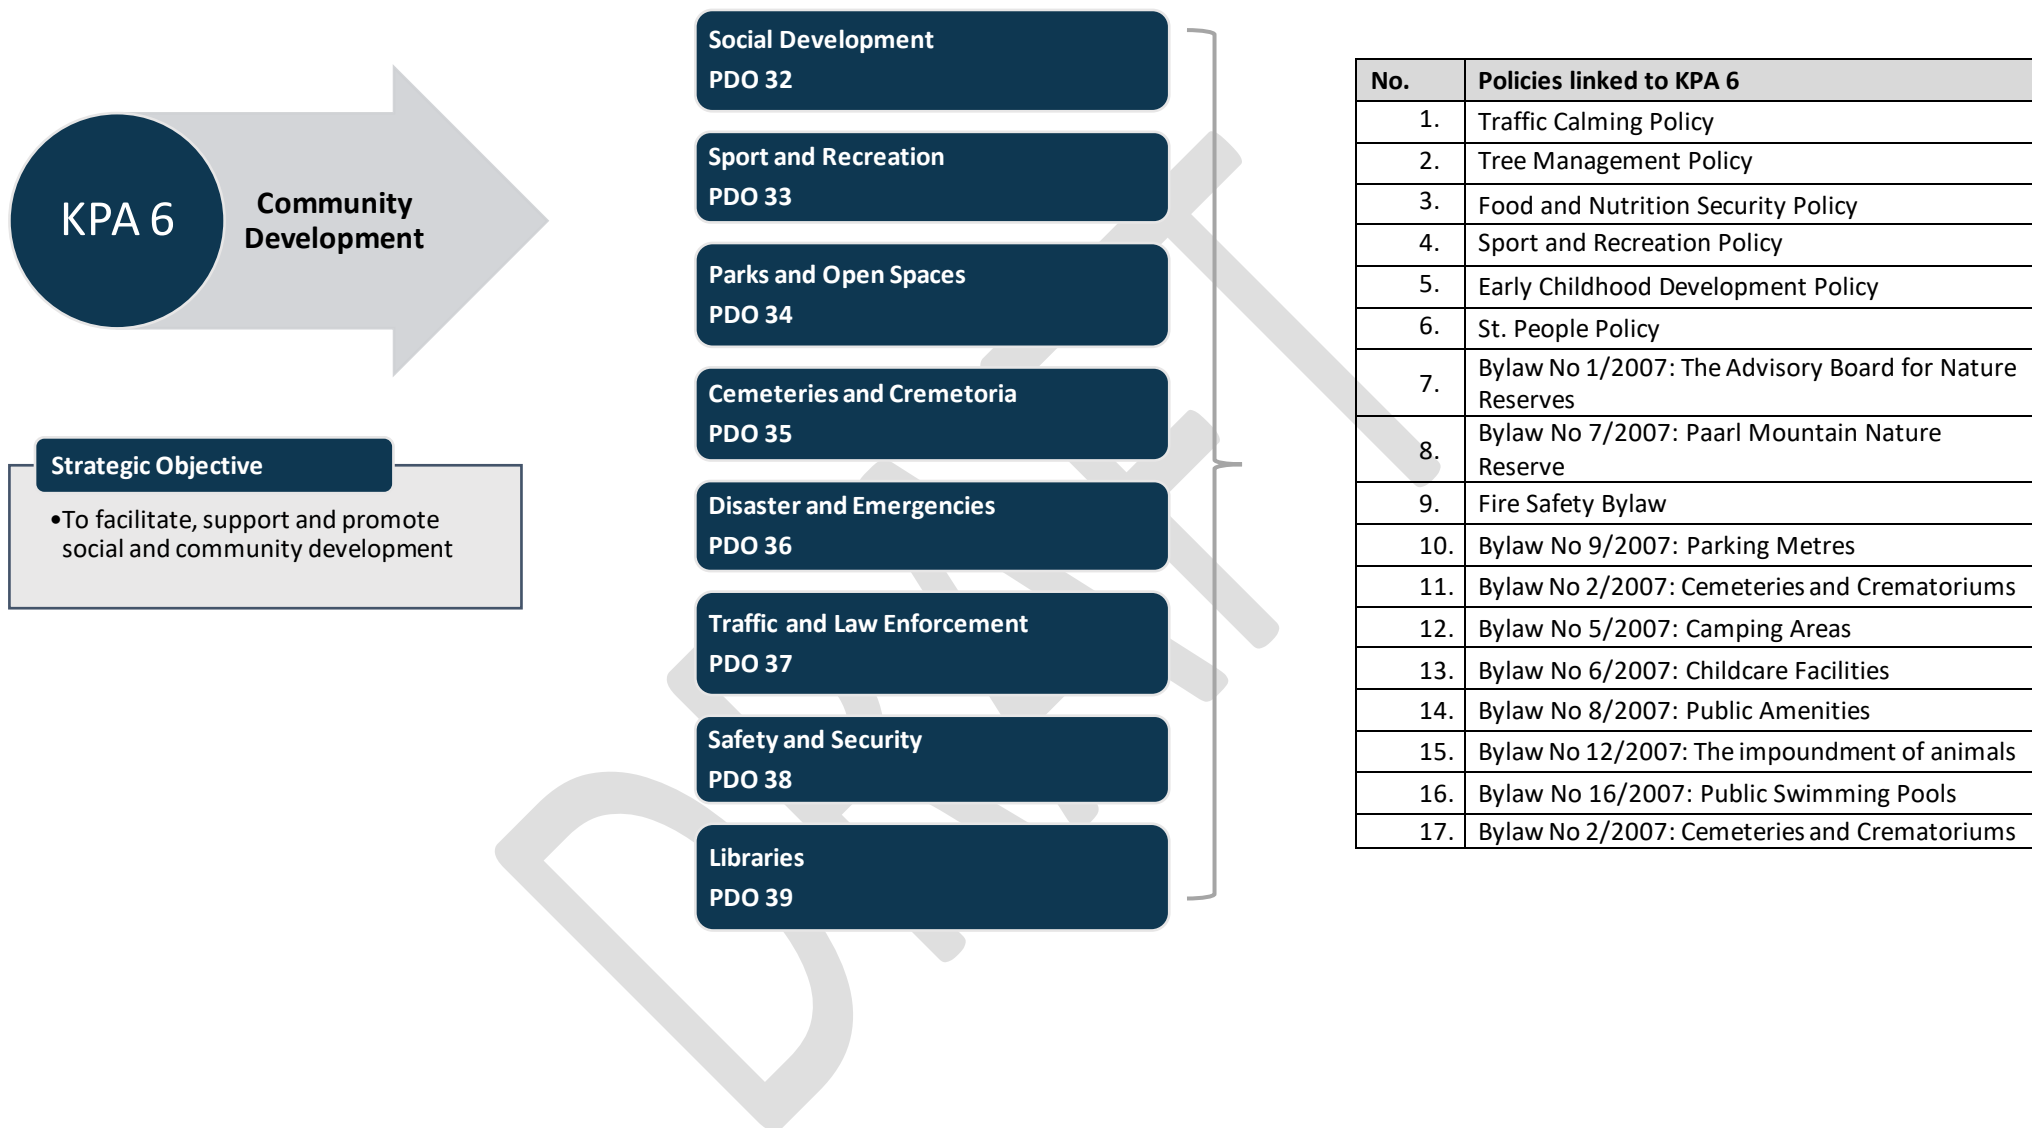 KPA 6
Community
Development
Strategic Objective
•To facilitate, support and promote
social and community development
Social Development
PDO 32
Sport and Recreation
PDO 33
Parks and Open Spaces
PDO 34
Cemeteries and Cremetoria
PDO 35
Disaster and Emergencies
PDO 36
Traffic and Law Enforcement
PDO 37
Safety and Security
PDO 38
Libraries
PDO 39
No. Policies linked to KPA 6
1. Traffic Calming Policy
2. Tree Management Policy
3. Food and Nutrition Security Policy
4. Sport and Recreation Policy
5. Early Childhood Development Policy
6. St. People Policy
7. Bylaw No 1/2007: The Advisory Board for Nature
Reserves
8. Bylaw No 7/2007: Paarl Mountain Nature
Reserve
9. Fire Safety Bylaw
10. Bylaw No 9/2007: Parking Metres
11. Bylaw No 2/2007: Cemeteries and Crematoriums
12. Bylaw No 5/2007: Camping Areas
13. Bylaw No 6/2007: Childcare Facilities
14. Bylaw No 8/2007: Public Amenities
15. Bylaw No 12/2007: The impoundment of animals
16. Bylaw No 16/2007: Public Swimming Pools
17. Bylaw No 2/2007: Cemeteries and Crematoriums
DRAFT